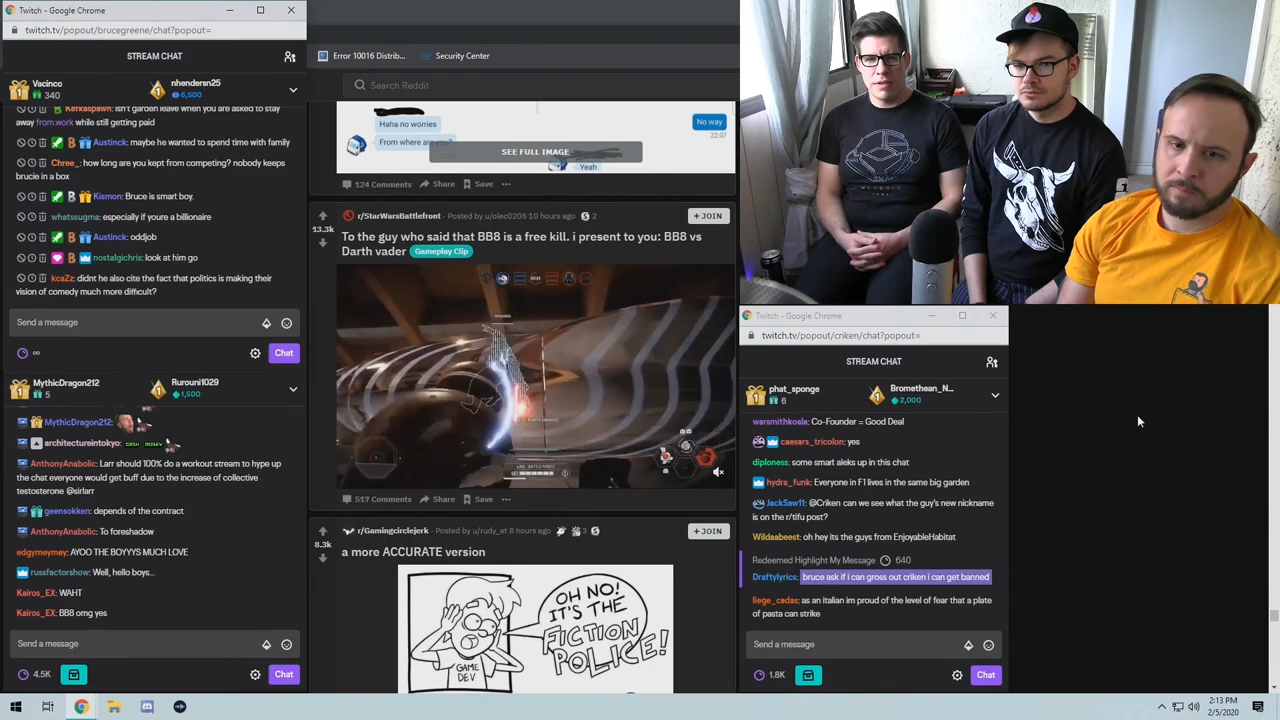 Twitch - Google Chrome
twitch.tv/popout/brucegreene/chat?popout=
STREAM CHAT
Vacinco
340
nhendersn25
6,500
Kerkaspawn: isn't garden leave when you are asked to stay
away from.work while still getting paid
Austinck: maybe he wanted to spend time with family
Chree_: how long are you kept from competing? nobody keeps
brucie in a box
Kismon: Bruce is smart boy.
whatssugma: especially if youre a billionaire
Austinck: oddjob
nostalgichris: look at him go
kcaZz: didnt he also cite the fact that politics is making their
vision of comedy much more difficult?
Send a message
∞
Chat
MythicDragon212
5
Rurouni1029
1,500
MythicDragon212:
architectureintokyo: CASH MONEY
AnthonyAnabolic: Larr should 100% do a workout stream to hype up
the chat everyone would get buff due to the increase of collective
testosterone @sirlarr
geensokken: depends of the contract
AnthonyAnabolic: To foreshadow
edgymeymey: AYOO THE BOYYYS MUCH LOVE
russfactorshow: Well, hello boys...
Kairos_EX: WAHT
Kairos_EX: BB8 omg yes
Send a message
4.5K
Chat
Error 10016 Distrib...
Security Center
Search Reddit
Haha no worries
No way
22:07
From where are you?
SEE FULL IMAGE
Yeah
124 Comments
Share
Save
13.3k
r/StarWarsBattlefront
Posted by u/olec0205 10 hours ago
2
+ JOIN
To the guy who said that BB8 is a free kill. i present to you: BB8 vs
Darth vader
Gameplay Clip
517 Comments
Share
Save
8.3k
r/Gamingcirclejerk
Posted by u/rudy_at 8 hours ago
3
+ JOIN
a more ACCURATE version
OH NO!
IT'S THE
FICTION
POLICE!
GAME
DEV
Twitch - Google Chrome
twitch.tv/popout/criken/chat?popout=
STREAM CHAT
phat_sponge
6
Bromethean_N...
2,000
warsmithkoala: Co-Founder = Good Deal
caesars_tricolon: yes
diploness: some smart aleks up in this chat
hydra_funk: Everyone in F1 lives in the same big garden
JackSaw11: @Criken can we see what the guy's new nickname
is on the r/tifu post?
Wildaabeest: oh hey its the guys from EnjoyableHabitat
Redeemed Highlight My Message
640
Draftylyrics: bruce ask if i can gross out criken i can get banned
liege_cadas: as an italian im proud of the level of fear that a plate
of pasta can strike
Send a message
1.8K
Chat
2:13 PM
2/5/2020